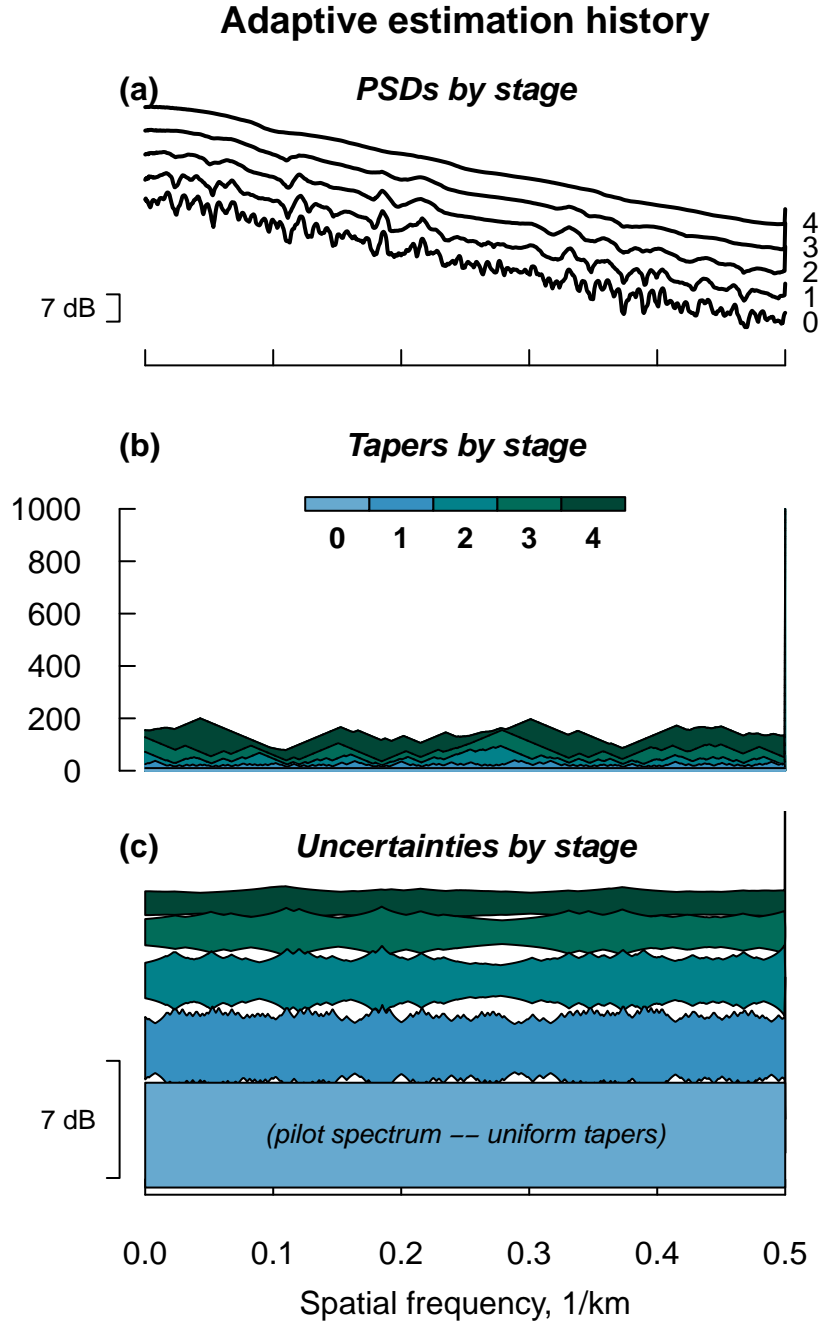 Adaptive estimation history
(a) PSDs by stage
4
3
2
1
0
7 dB
(b) Tapers by stage
1000
800
600
400
200
0
0 1 2 3 4
(c) Uncertainties by stage
7 dB
(pilot spectrum −− uniform tapers)
0.0 0.1 0.2 0.3 0.4 0.5
Spatial frequency, 1/km